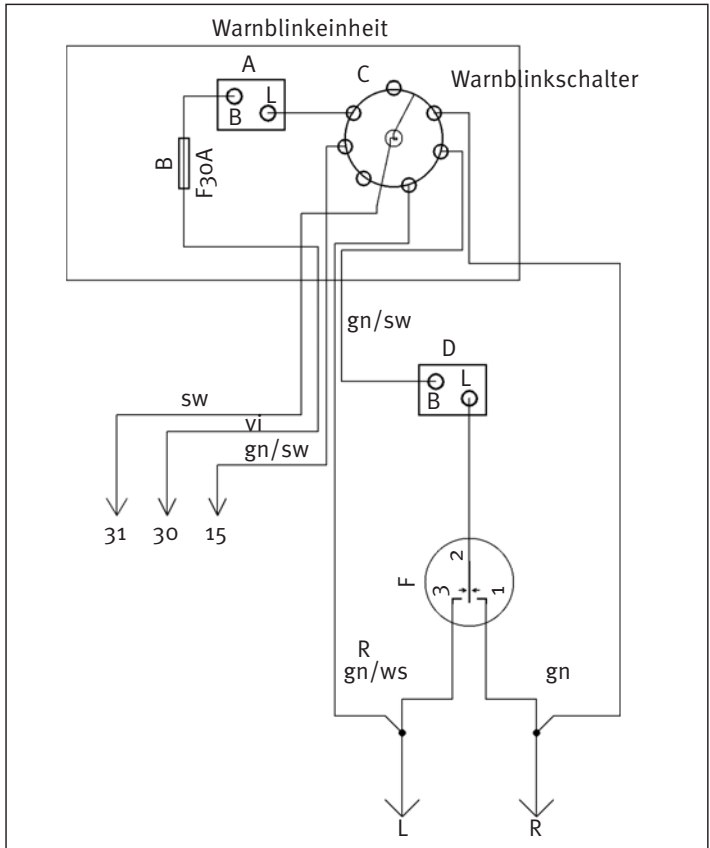 Warnblinkeinheit
A
C
Warnblinkschalter
B
L
B
F30A
gn/sw
D
B
L
sw
vi
gn/sw
31
30
15
2
F
3
1
R
gn/ws
gn
L
R